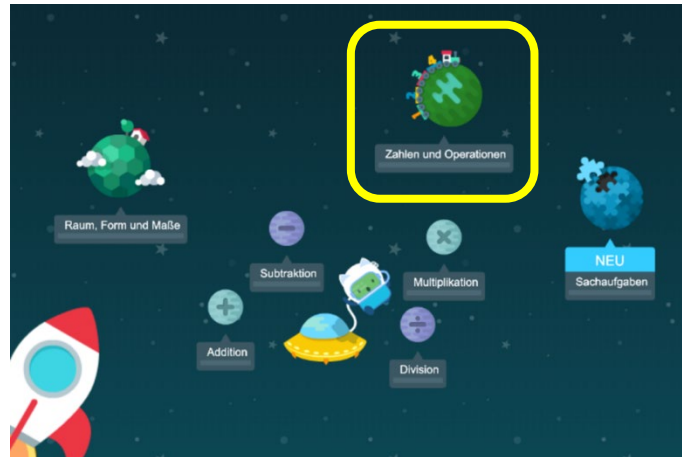 Zahlen und Operationen
Raum, Form und Maße
NEU
Sachaufgaben
Subtraktion
Multiplikation
Addition
Division